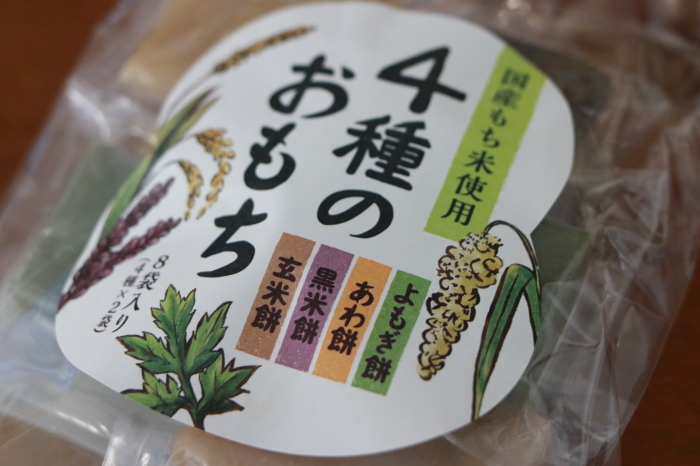 国産もち米使用
4種の
おもち
よもぎ餅
あわ餅
黒米餅
玄米餅
8袋入り
(4種×2袋)